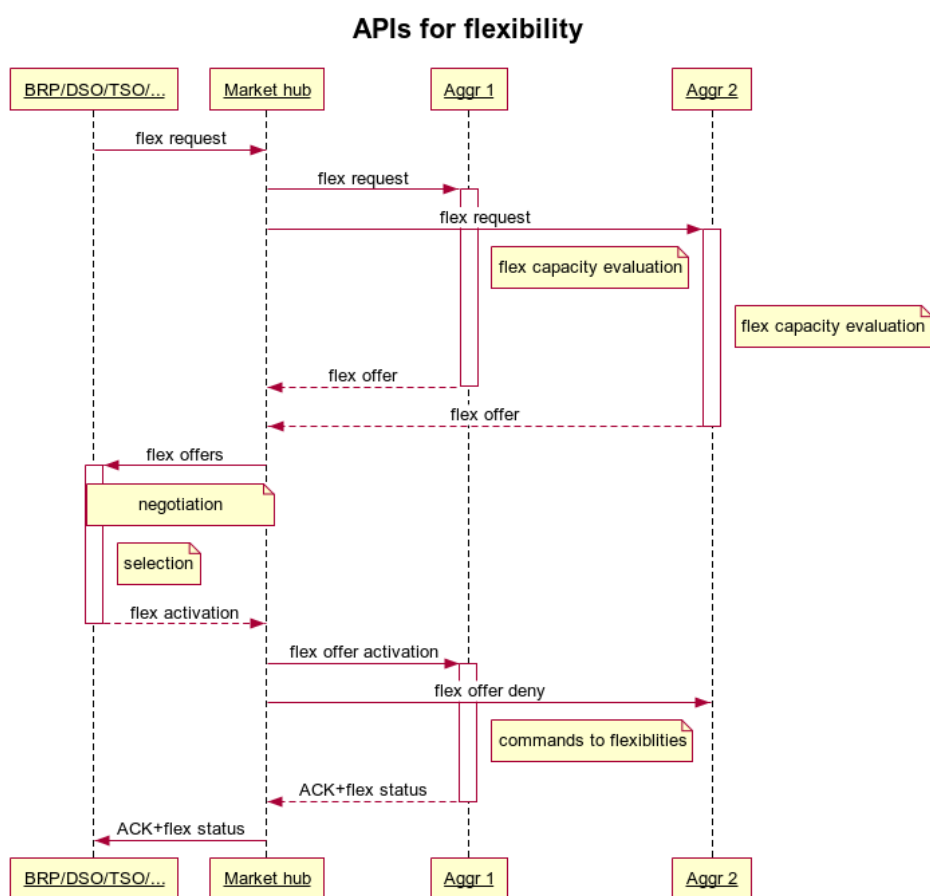 APIs for flexibility
BRP/DSO/TSO/... Market hub Aggr 1 Aggr 2
flex request
flex request
flex request
flex capacity evaluation
flex capacity evaluation
flex offer
flex offer
flex offers
negotiation
selection
flex activation
flex offer activation
flex offer deny
commands to flexiblities
ACK+flex status
ACK+flex status
BRP/DSO/TSO/... Market hub Aggr 1 Aggr 2